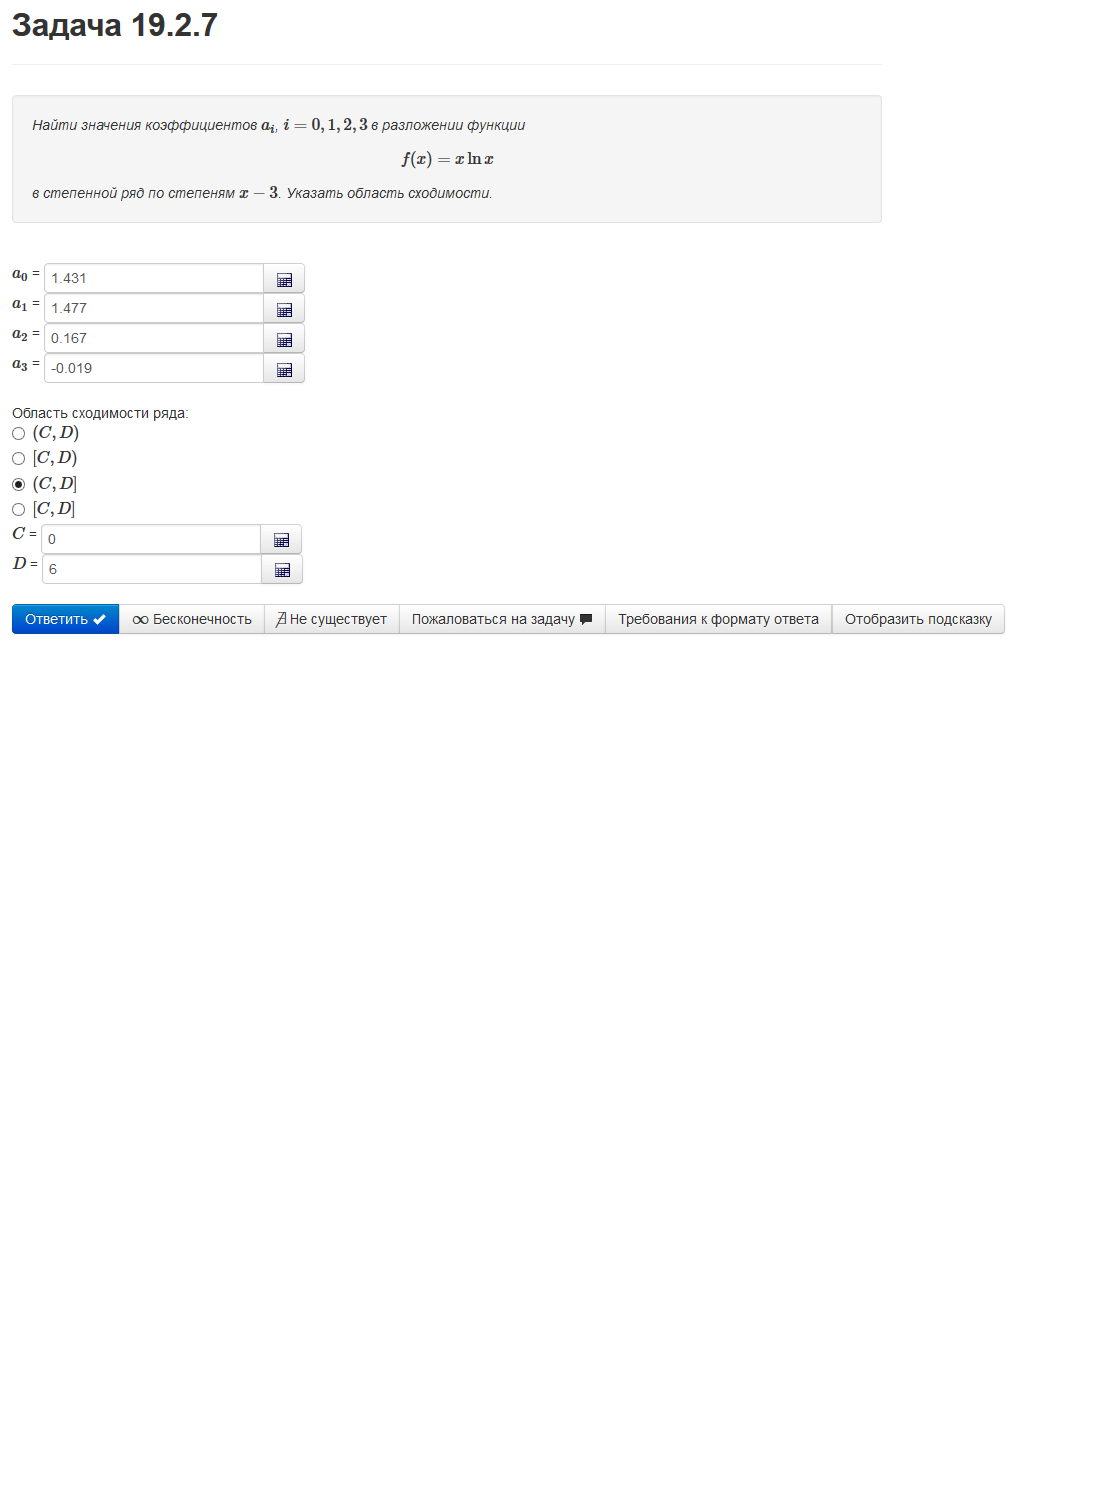 Задача 19.2.7
Найти значения коэффициентов a_i, i = 0, 1, 2, 3 в разложении функции
f(x) = x ln x
в степенной ряд по степеням x − 3. Указать область сходимости.
a_0 = 1.431
a_1 = 1.477
a_2 = 0.167
a_3 = -0.019
Область сходимости ряда:
(C, D)
[C, D)
(C, D]
[C, D]
C = 0
D = 6
Ответить ∞ Бесконечность ∄ Не существует Пожаловаться на задачу Требования к формату ответа Отобразить подсказку